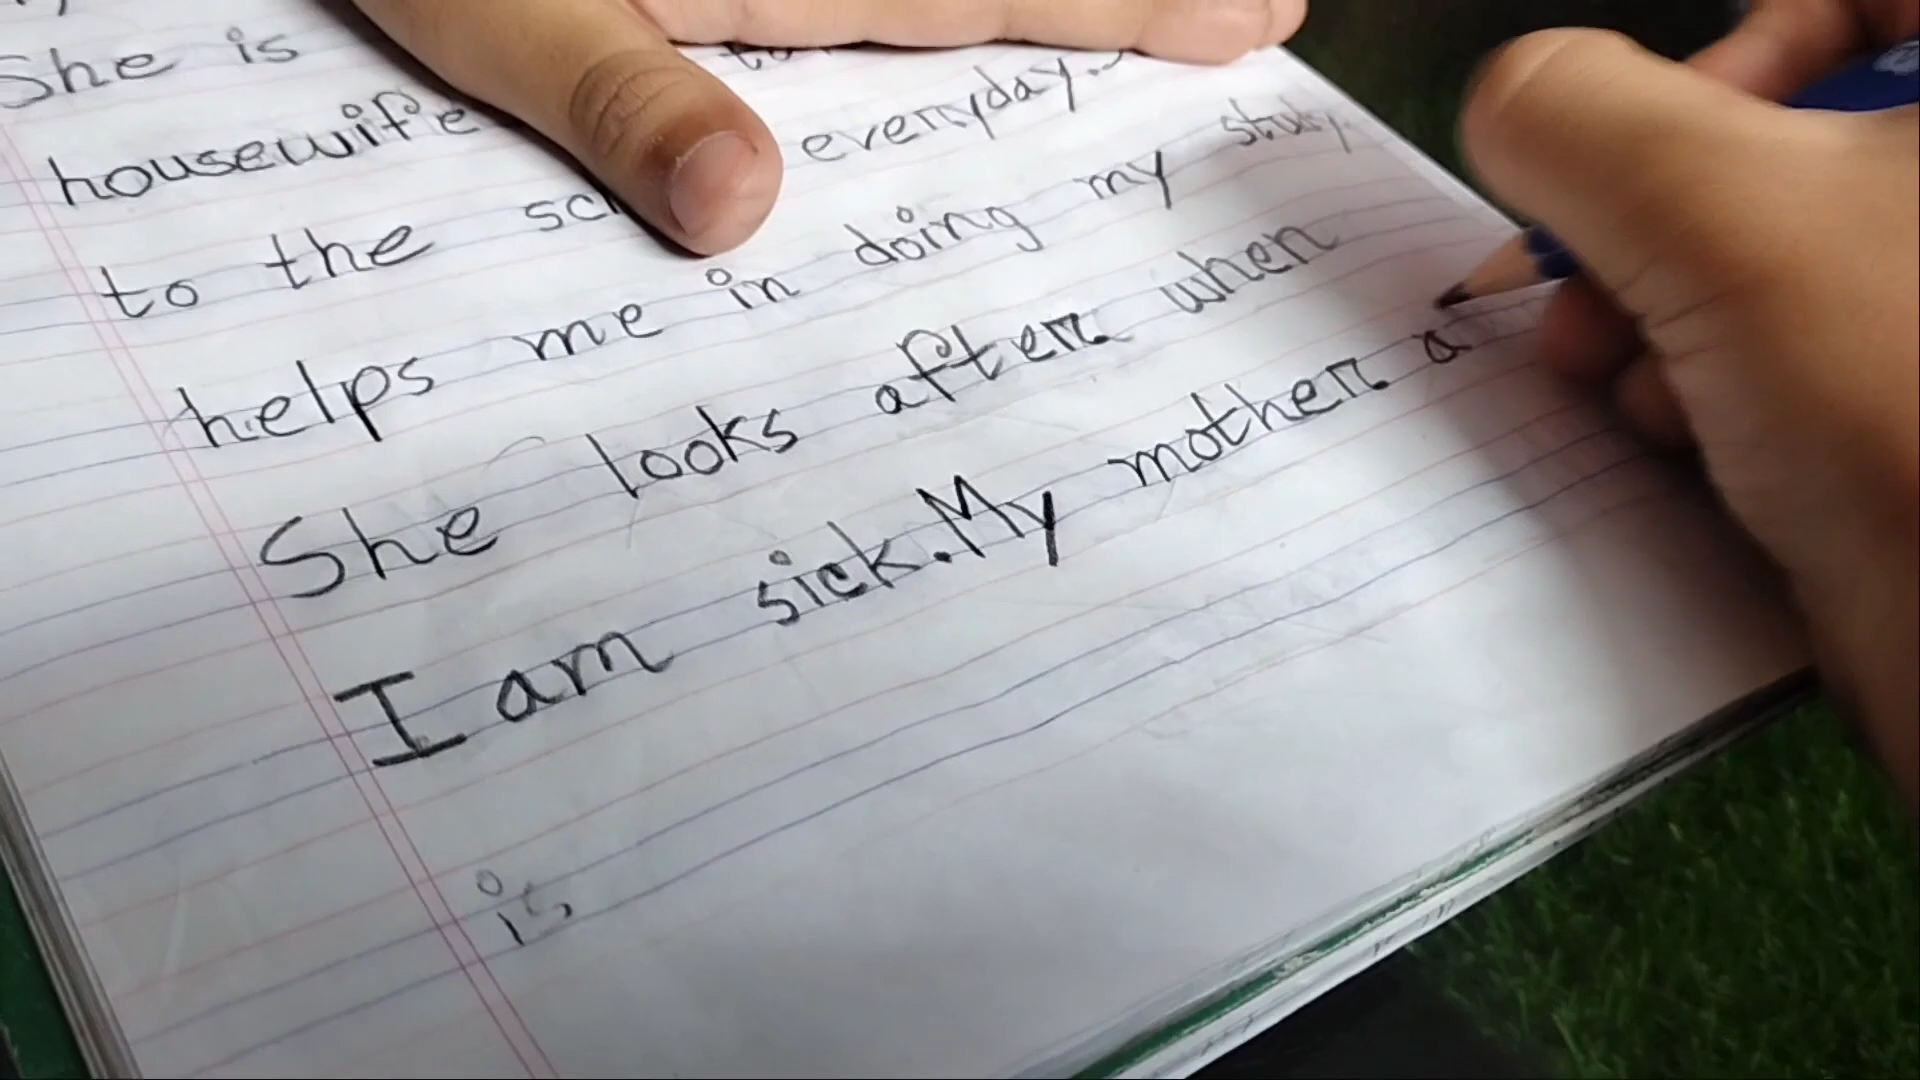 She is
housewife
to the everyday.
helps me in doing my study.
She looks after when
I am sick.My mother a
is